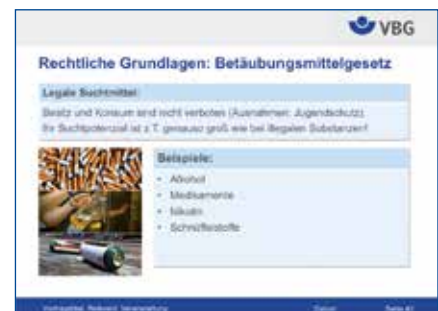 VBG
Rechtliche Grundlagen: Betäubungsmittelgesetz
Legale Suchtmittel:
Besitz und Konsum sind nicht verboten (Ausnahmen: Jugendschutz).
Ihr Suchtpotenzial ist z.T. genauso groß wie bei illegalen Substanzen!
Beispiele:
• Alkohol
• Medikamente
• Nikotin
• Schnüffelstoffe
Datum